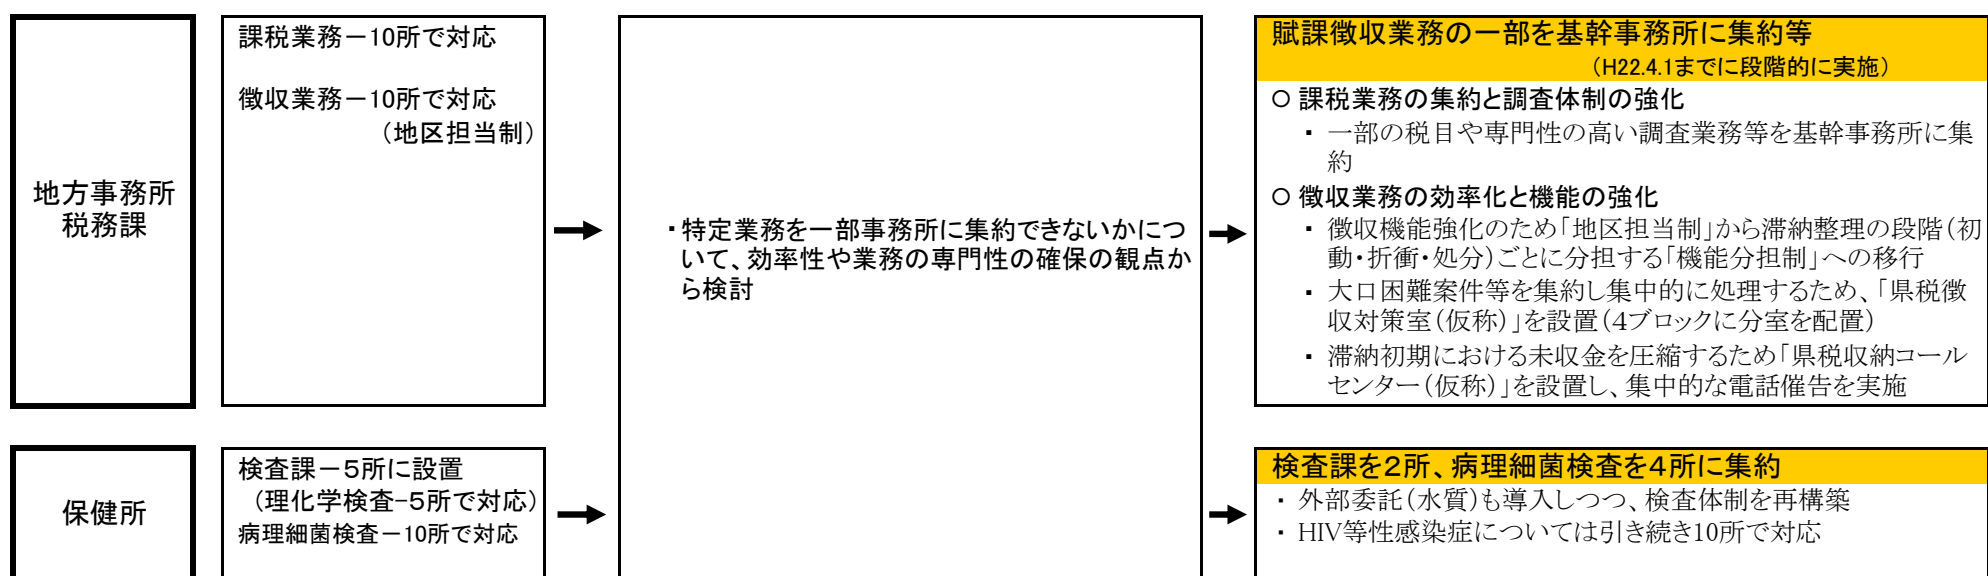 地方事務所
税務課
課税業務－10所で対応
徴収業務－10所で対応
（地区担当制）
・特定業務を一部事務所に集約できないかにつ
いて、効率性や業務の専門性の確保の観点か
ら検討
賦課徴収業務の一部を基幹事務所に集約等
（H22.4.1までに段階的に実施）
○ 課税業務の集約と調査体制の強化
・ 一部の税目や専門性の高い調査業務等を基幹事務所に集
約
○ 徴収業務の効率化と機能の強化
・ 徴収機能強化のため「地区担当制」から滞納整理の段階（初
動・折衝・処分）ごとに分担する「機能分担制」への移行
・ 大口困難案件等を集約し集中的に処理するため、「県税徴
収対策室（仮称）」を設置（４ブロックに分室を配置）
・ 滞納初期における未収金を圧縮するため「県税収納コール
センター（仮称）」を設置し、集中的な電話催告を実施
保健所
検査課－５所に設置
（理化学検査-５所で対応）
病理細菌検査－10所で対応
検査課を２所、病理細菌検査を４所に集約
・ 外部委託（水質）も導入しつつ、検査体制を再構築
・ HIV等性感染症については引き続き10所で対応